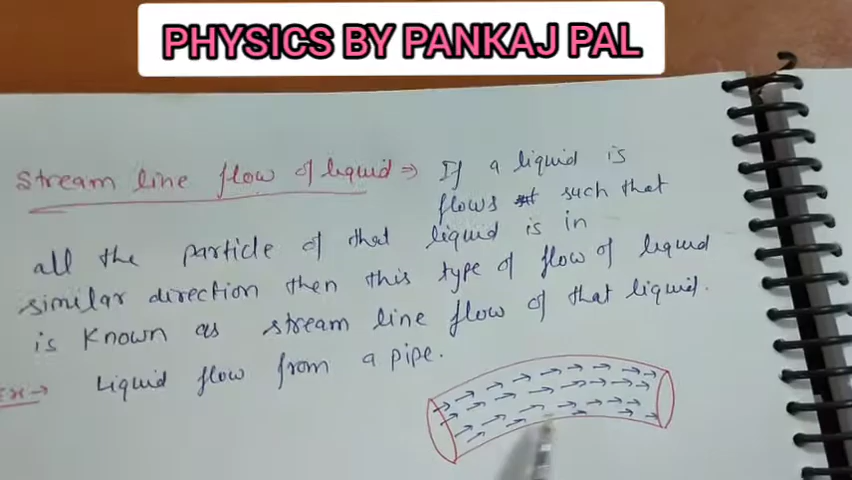 PHYSICS BY PANKAJ PAL
Stream line flow of liquid ⇒ If a liquid is
flows such that
all the particle of that liquid is in
similar direction then this type of flow of liquid
is known as stream line flow of that liquid.
Ex → Liquid flow from a pipe.